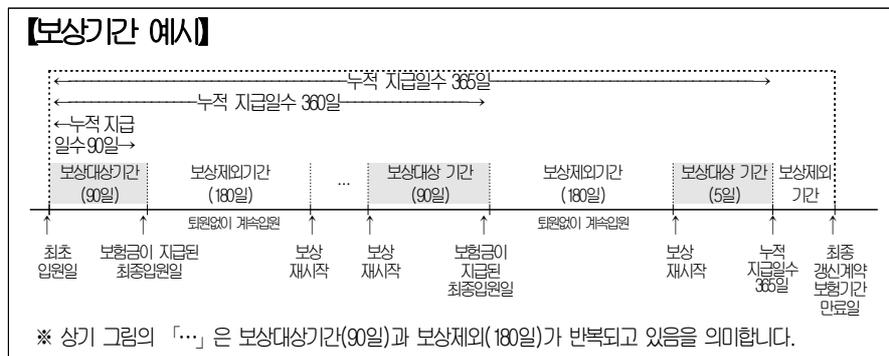 【보상기간 예시】
←누적 지급일수 365일→
←누적 지급일수 360일→
←누적 지급
일수 90일→
보상대상기간
(90일)
보상제외기간
(180일)
…
보상대상 기간
(90일)
보상제외기간
(180일)
보상대상 기간
(5일)
보상제외
기간
퇴원없이 계속입원
퇴원없이 계속입원
↑
최초
입원일
↑
보험금이 지급된
최종입원일
↑
보상
재시작
↑
보상
재시작
↑
보험금이
지급된
최종입원일
↑
보상
재시작
↑
누적
지급일수
365일
↑
최종
갱신계약
보험기간
만료일
※ 상기 그림의 「…」은 보상대상기간(90일)과 보상제외(180일)가 반복되고 있음을 의미합니다.